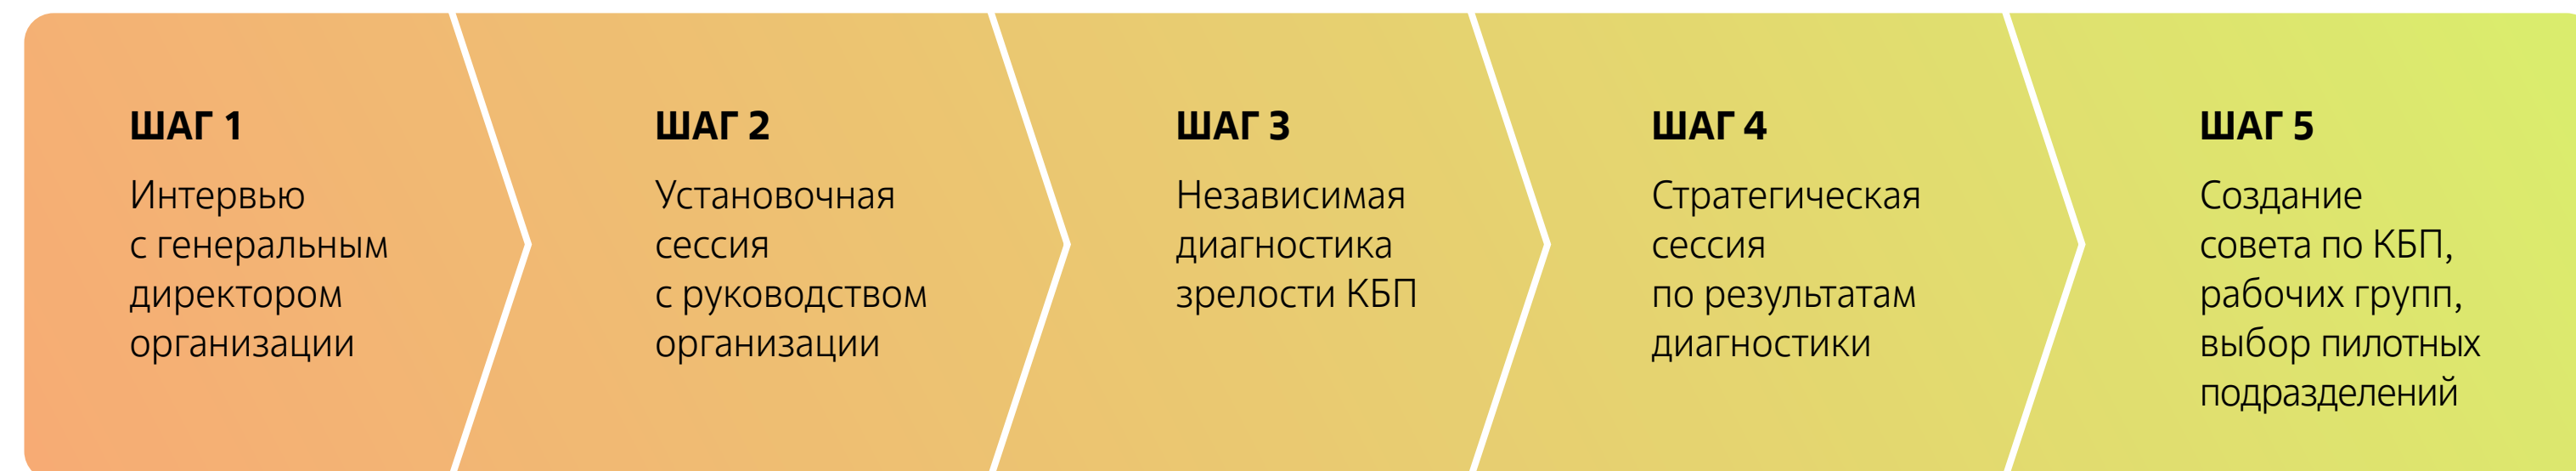 ШАГ 1
Интервью
с генеральным
директором
организации
ШАГ 2
Установочная
сессия
с руководством
организации
ШАГ 3
Независимая
диагностика
зрелости КБП
ШАГ 4
Стратегическая
сессия
по результатам
диагностики
ШАГ 5
Создание
совета по КБП,
рабочих групп,
выбор пилотных
подразделений